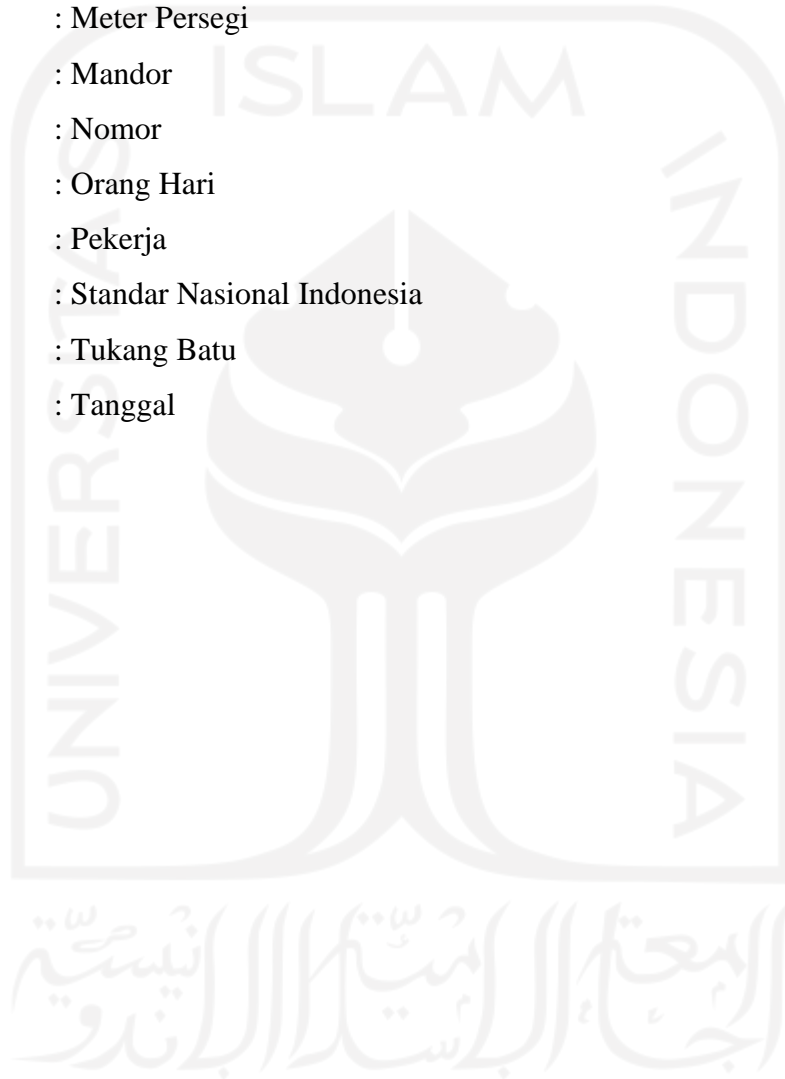 : Meter Persegi
: Mandor
: Nomor
: Orang Hari
: Pekerja
: Standar Nasional Indonesia
: Tukang Batu
: Tanggal
UNIVERSITAS
ISLAM
INDONESIA